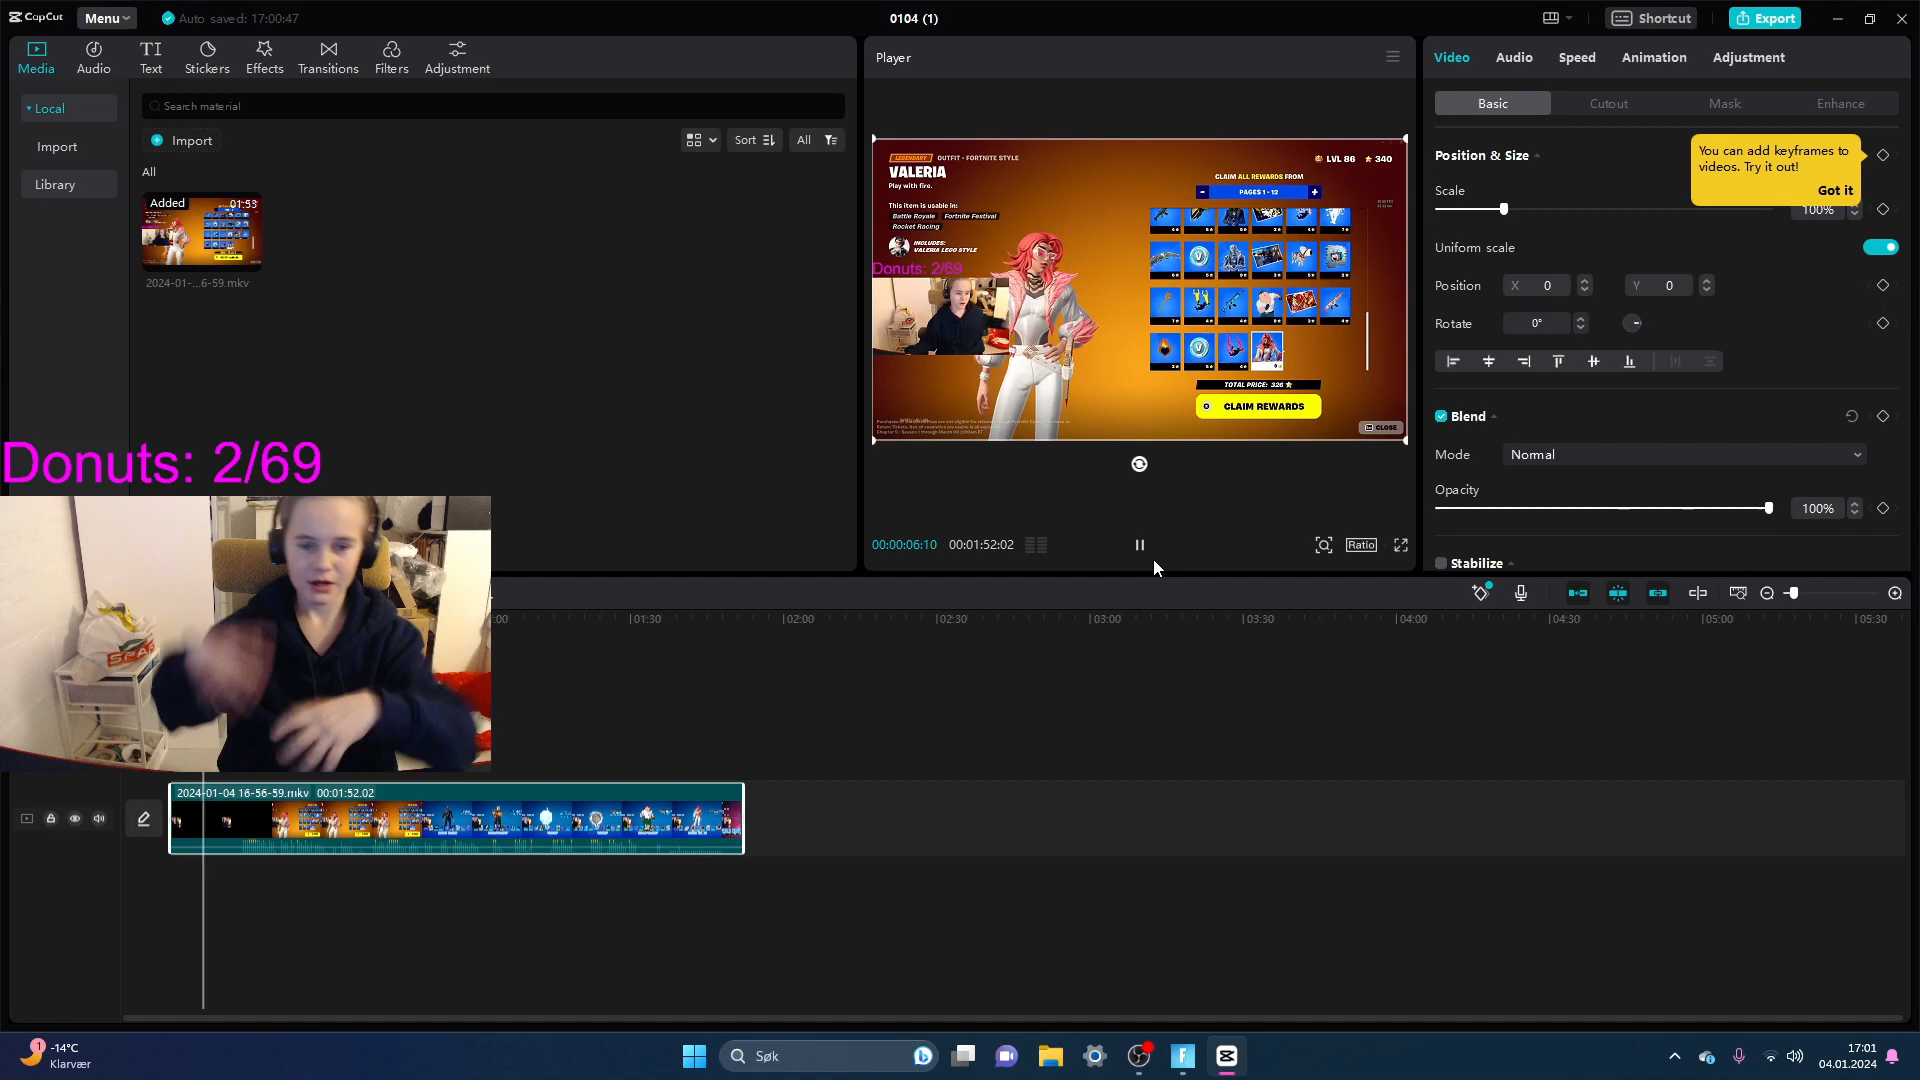 CapCut
Menu
Auto saved: 17:00:47
0104 (1)
Shortcut
Export
Media
Audio
Text
Stickers
Effects
Transitions
Filters
Adjustment
Local
Import
Library
Search material
Import
Sort
All
All
Added
01:53
2024-01-...6-59.mkv
Player
LEGENDARY
OUTFIT - FORTNITE STYLE
VALERIA
Play with fire.
This item is usable in:
Battle Royale
Fortnite Festival
Rocket Racing
INCLUDES:
VALERIA LEGO STYLE
Donuts: 2/69
LVL 86
340
CLAIM ALL REWARDS FROM
PAGES 1 - 12
TOTAL PRICE: 326
CLAIM REWARDS
CLOSE
00:00:06:10
00:01:52:02
Ratio
Video
Audio
Speed
Animation
Adjustment
Basic
Cutout
Mask
Enhance
Position & Size
You can add keyframes to
videos. Try it out!
Got it
Scale
100%
Uniform scale
Position
X
0
Y
0
Rotate
0°
Blend
Mode
Normal
Opacity
100%
Stabilize
Donuts: 2/69
SPAR
:00
01:30
02:00
02:30
03:00
03:30
04:00
04:30
05:00
05:30
2024-01-04 16-56-59.mkv
00:01:52:02
1
-14°C
Klarvær
Søk
17:01
04.01.2024